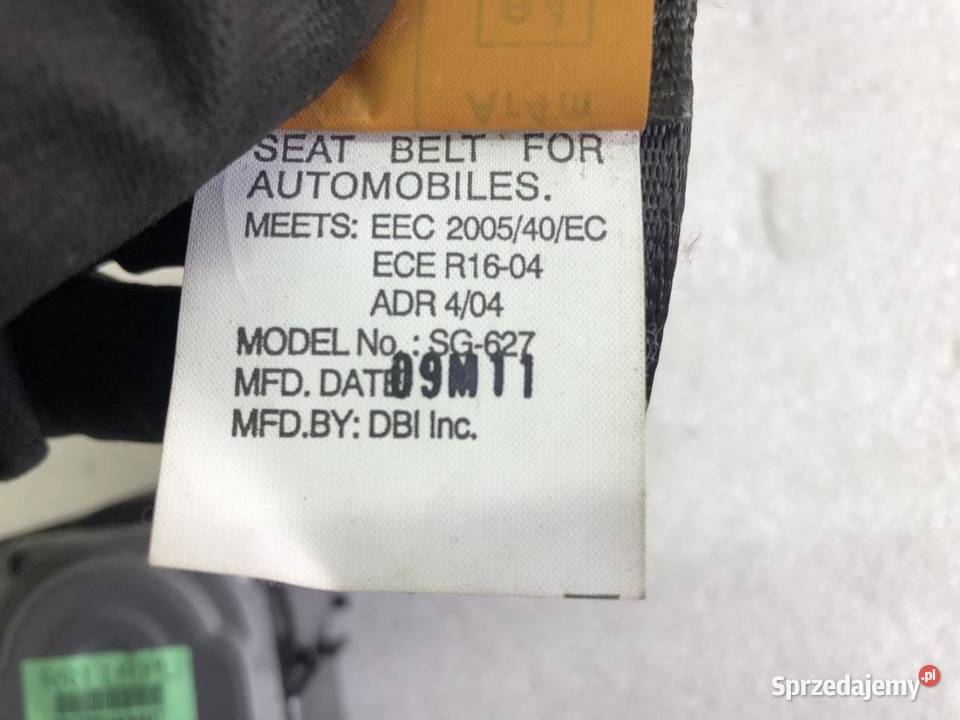 Ar4m
SEAT BELT FOR
AUTOMOBILES.
MEETS: EEC 2005/40/EC
ECE R16-04
ADR 4/04
MODEL No. : SG-627
MFD. DATE 09M11
MFD.BY: DBI Inc.
Sprzedajemy.pl